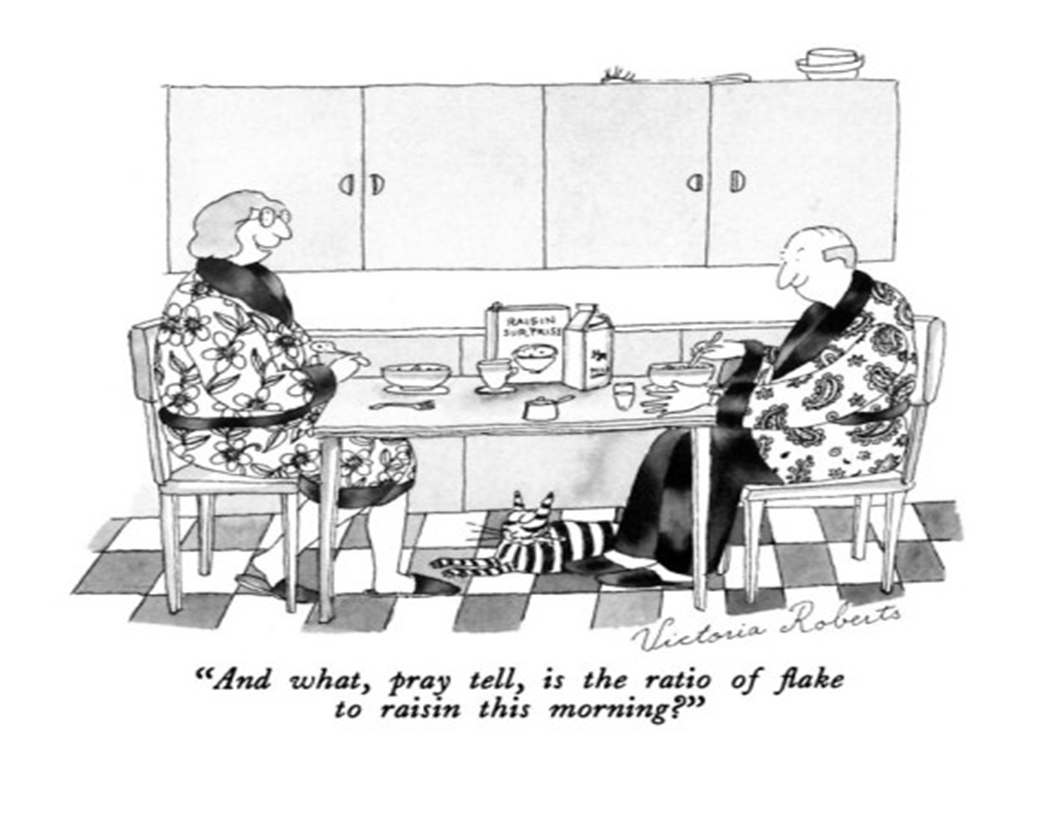 RAISIN
SURPRISE
Victoria Roberts
“And what, pray tell, is the ratio of flake
to raisin this morning?”